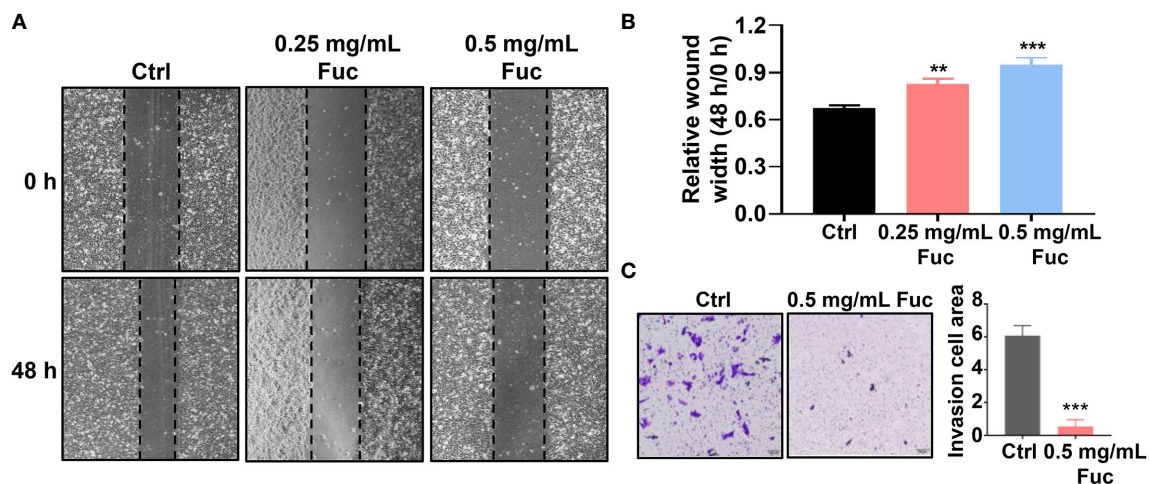 A
Ctrl
0.25 mg/mL
Fuc
0.5 mg/mL
Fuc
0 h
48 h
B
Relative wound
width (48 h/0 h)
1.2
0.9
0.6
0.3
0.0
**
***
Ctrl
0.25 mg/mL
Fuc
0.5 mg/mL
Fuc
C
Ctrl
0.5 mg/mL Fuc
Invasion cell area
8
6
4
2
0
***
Ctrl
0.5 mg/mL
Fuc